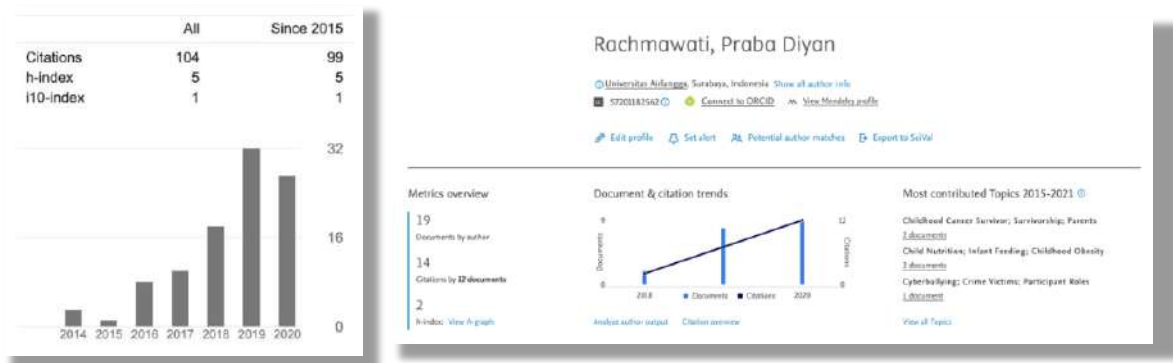 All Since 2015
Citations 104 99
h-index 5 5
i10-index 1 1
32
16
0
2014 2015 2016 2017 2018 2019 2020
Rachmawati, Praba Diyan
Universitas Airlangga, Surabaya, Indonesia Show all author info
57201182562 Connect to ORCID View Mendeley profile
Edit profile Set alert Potential author matches Export to SciVal
Metrics overview
19
Documents by author
14
Citations by 12 documents
2
h-index: View h-graph
Document & citation trends
9 12
Documents Citations
0 0
2018 Documents Citations 2020
Analyze author output Citation overview
Most contributed Topics 2015-2021
Childhood Cancer Survivor; Survivorship; Parents
2 documents
Child Nutrition; Infant Feeding; Childhood Obesity
2 documents
Cyberbullying; Crime Victims; Participant Roles
1 document
View all Topics